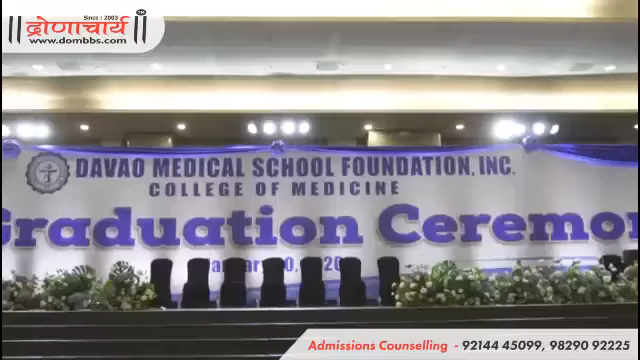 Since : 2003
द्रोणाचार्य
www.dombbs.com
DAVAO MEDICAL SCHOOL FOUNDATION, INC.
COLLEGE OF MEDICINE
Graduation Ceremo
Admissions Counselling - 92144 45099, 98290 92225